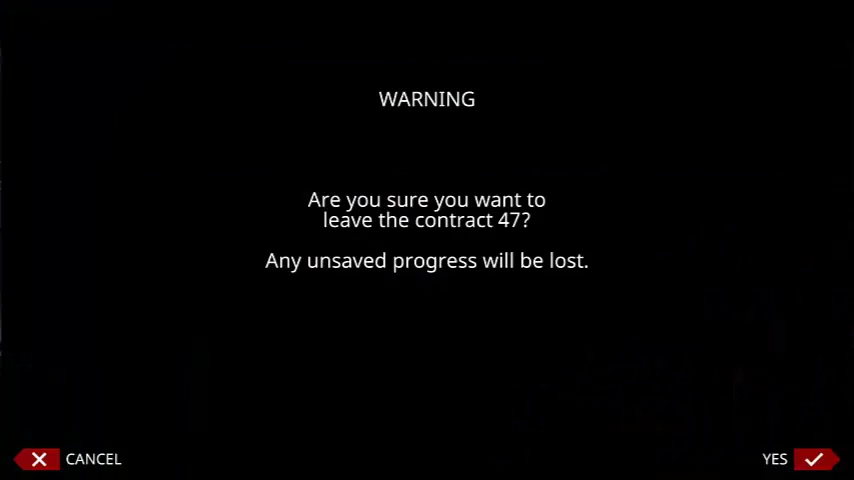 WARNING
Are you sure you want to
leave the contract 47?
Any unsaved progress will be lost.
CANCEL
YES